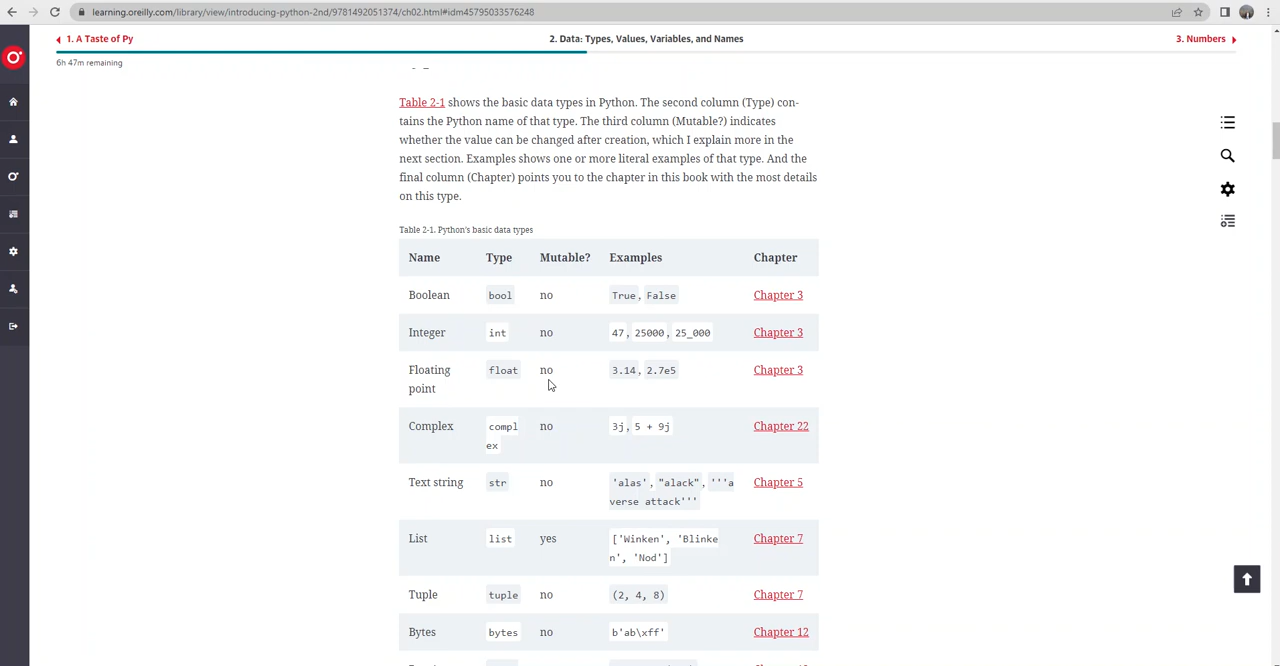 learning.oreilly.com/library/view/introducing-python-2nd/9781492051374/ch02.html#idm45795033576248
1. A Taste of Py
2. Data: Types, Values, Variables, and Names
3. Numbers
6h 47m remaining
Table 2-1 shows the basic data types in Python. The second column (Type) con-
tains the Python name of that type. The third column (Mutable?) indicates
whether the value can be changed after creation, which I explain more in the
next section. Examples shows one or more literal examples of that type. And the
final column (Chapter) points you to the chapter in this book with the most details
on this type.
Table 2-1. Python's basic data types
Name Type Mutable? Examples Chapter
Boolean bool no True, False Chapter 3
Integer int no 47, 25000, 25_000 Chapter 3
Floating float no 3.14, 2.7e5 Chapter 3
point
Complex compl no 3j, 5 + 9j Chapter 22
ex
Text string str no 'alas', "alack", '''a Chapter 5
verse attack'''
List list yes ['Winken', 'Blinke Chapter 7
n', 'Nod']
Tuple tuple no (2, 4, 8) Chapter 7
Bytes bytes no b'ab\xff' Chapter 12